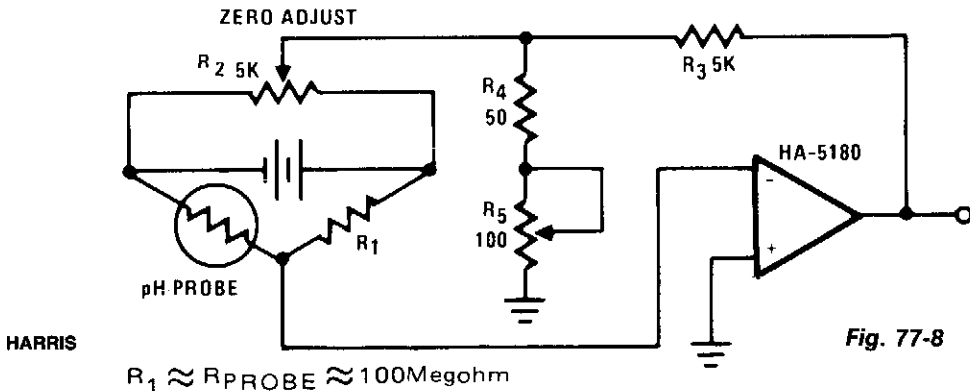 ZERO ADJUST
R2 5K
R3 5K
R4
50
HA-5180
-
+
R5
100
R1
pH PROBE
HARRIS
Fig. 77-8
R1 ≈ RPROBE ≈ 100Megohm